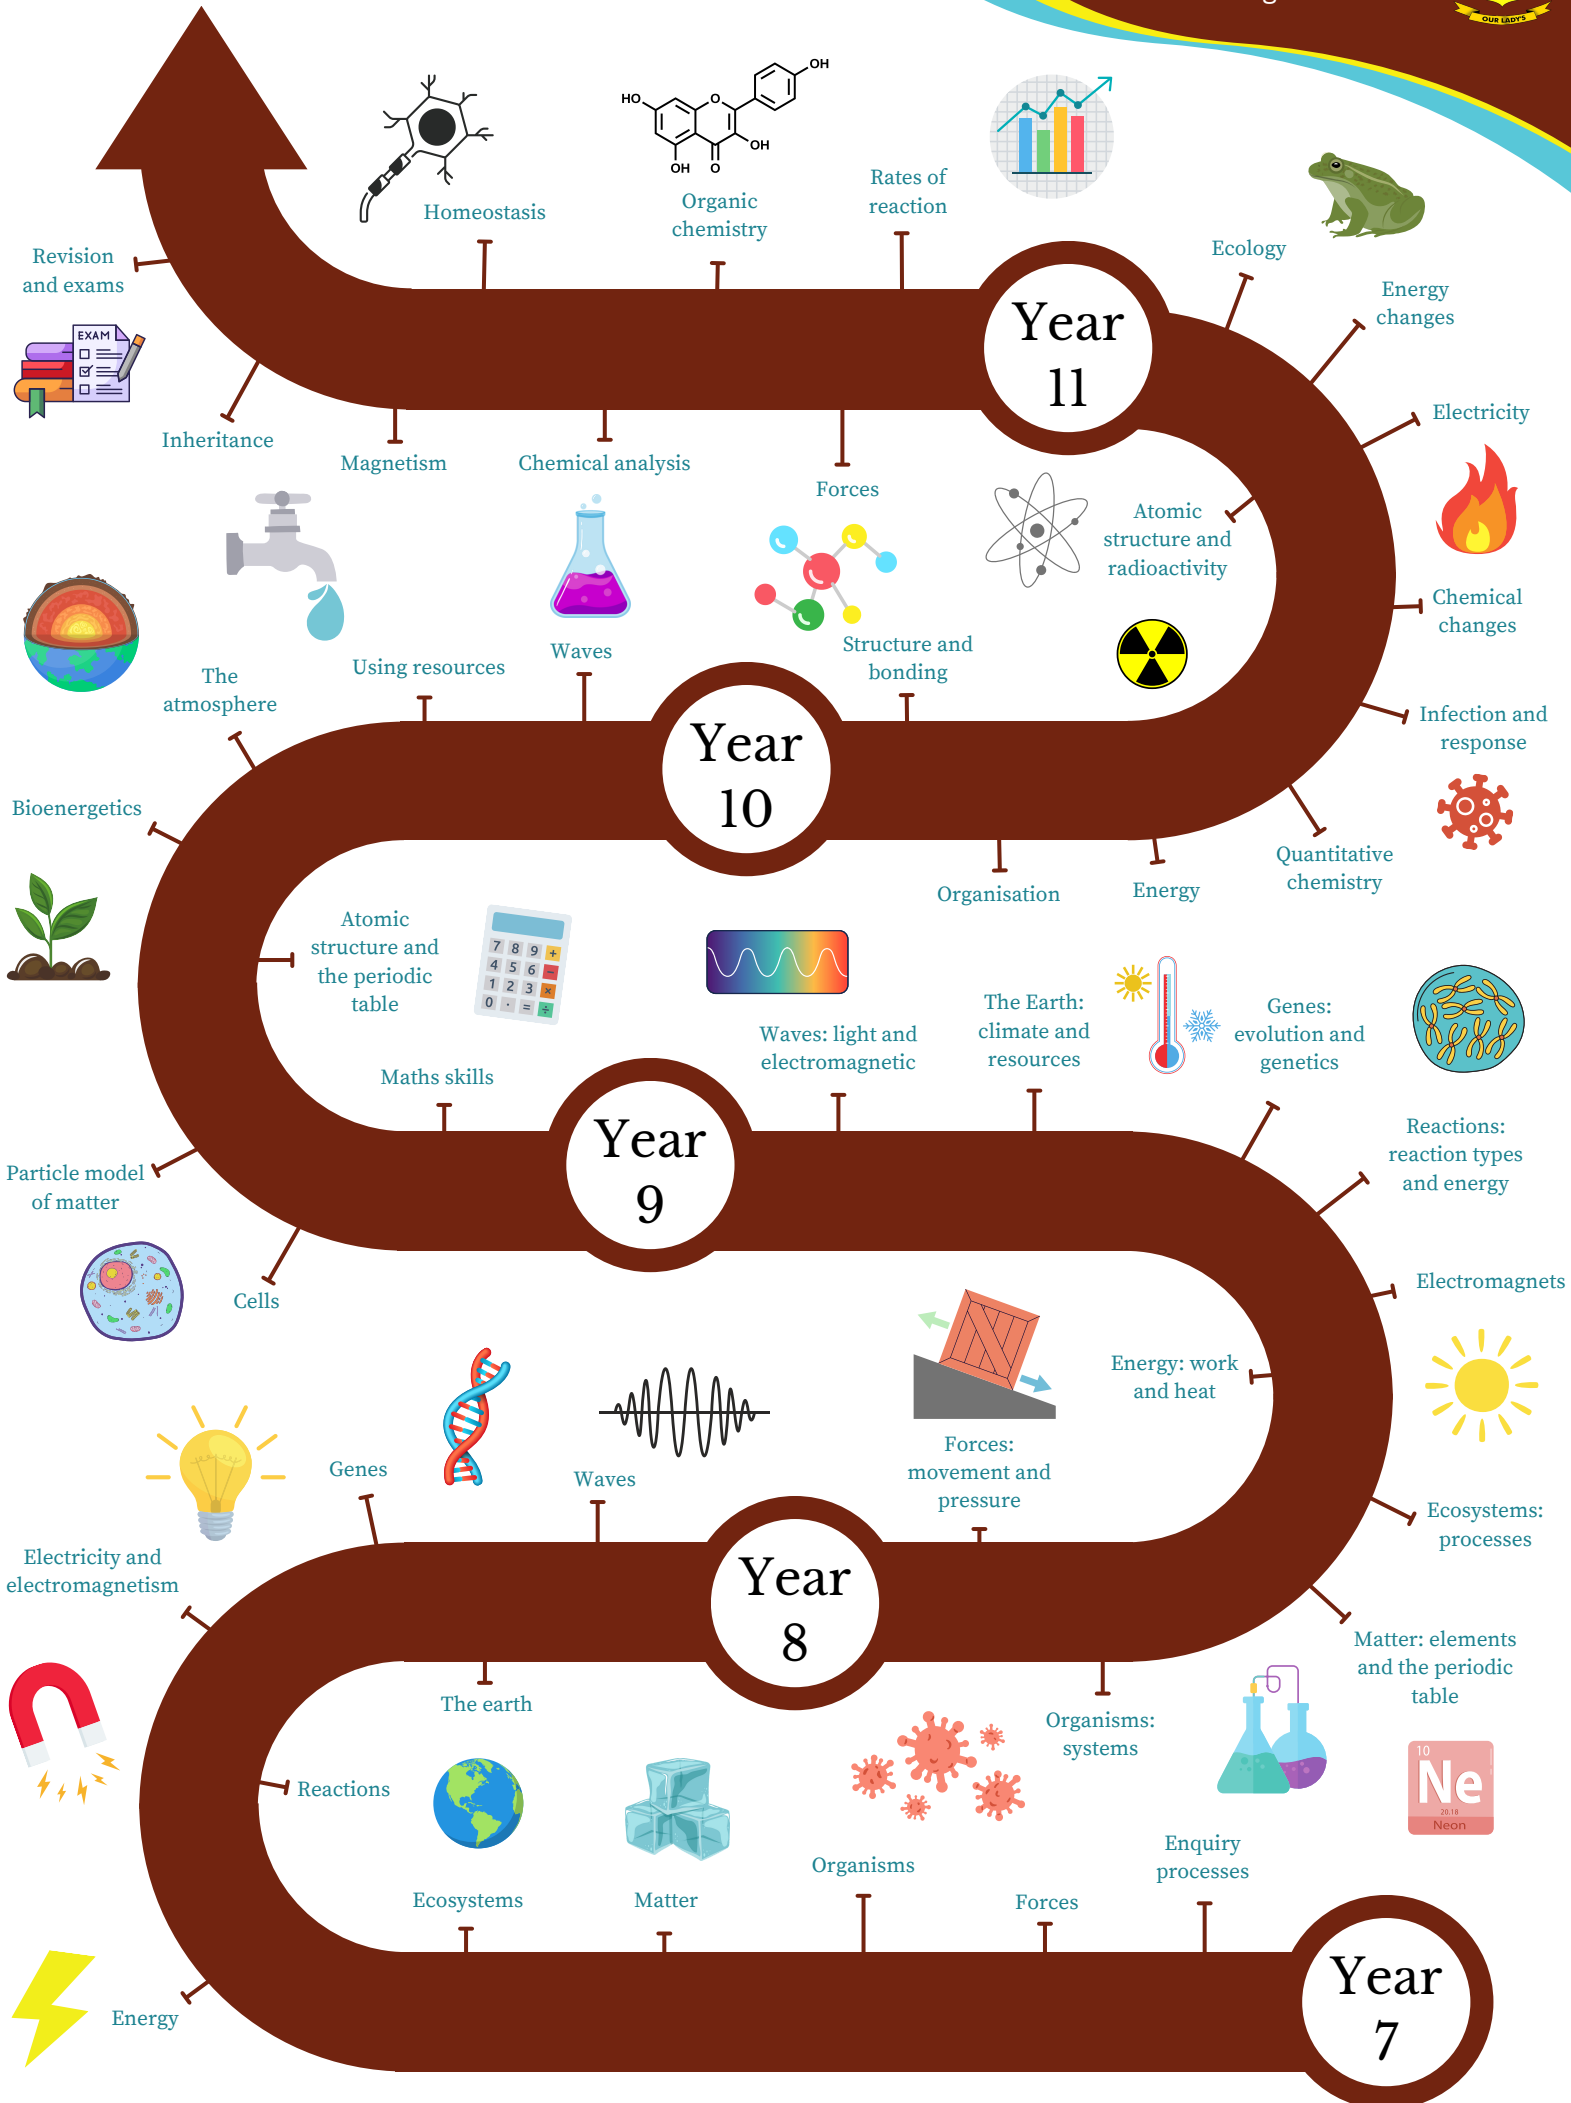 OUR LADY'S
OH
HO
O
OH
OH
O
Homeostasis
Organic
chemistry
Rates of
reaction
Ecology
Energy
changes
Revision
and exams
EXAM
Year
11
Inheritance
Magnetism
Chemical analysis
Forces
Electricity
Atomic
structure and
radioactivity
Chemical
changes
Structure and
bonding
Waves
Using resources
The
atmosphere
Infection and
response
Year
10
Bioenergetics
Quantitative
chemistry
Organisation
Energy
Atomic
structure and
the periodic
table
7 8 9 +
4 5 6 −
1 2 3 ×
0 · = ÷
Waves: light and
electromagnetic
The Earth:
climate and
resources
Genes:
evolution and
genetics
Maths skills
Reactions:
reaction types
and energy
Year
9
Particle model
of matter
Cells
Electromagnets
Energy: work
and heat
Forces:
movement and
pressure
Genes
Waves
Ecosystems:
processes
Electricity and
electromagnetism
Year
8
Matter: elements
and the periodic
table
The earth
Organisms:
systems
Reactions
10
Ne
20.18
Neon
Enquiry
processes
Organisms
Ecosystems
Matter
Forces
Year
7
Energy